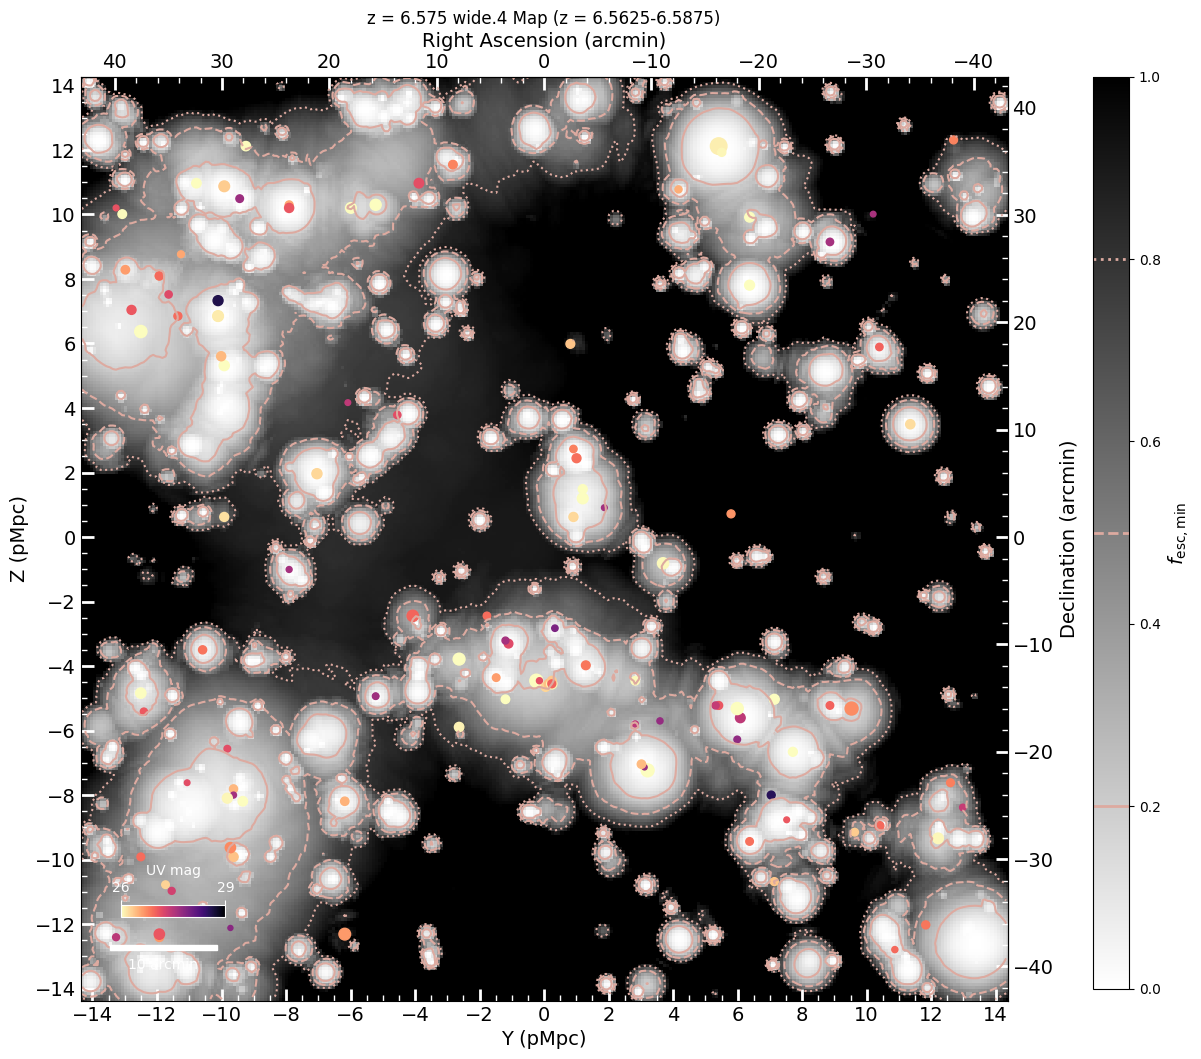 z = 6.575 wide.4 Map (z = 6.5625-6.5875)
Right Ascension (arcmin)
40 30 20 10 0 −10 −20 −30 −40
14 12 10 8 6 4 2 0 −2 −4 −6 −8 −10 −12 −14
Z (pMpc)
40 30 20 10 0 −10 −20 −30 −40
Declination (arcmin)
UV mag
26 29
10 arcmin
−14 −12 −10 −8 −6 −4 −2 0 2 4 6 8 10 12 14
Y (pMpc)
1.0
0.8
0.6
0.4
0.2
0.0
f_esc,min